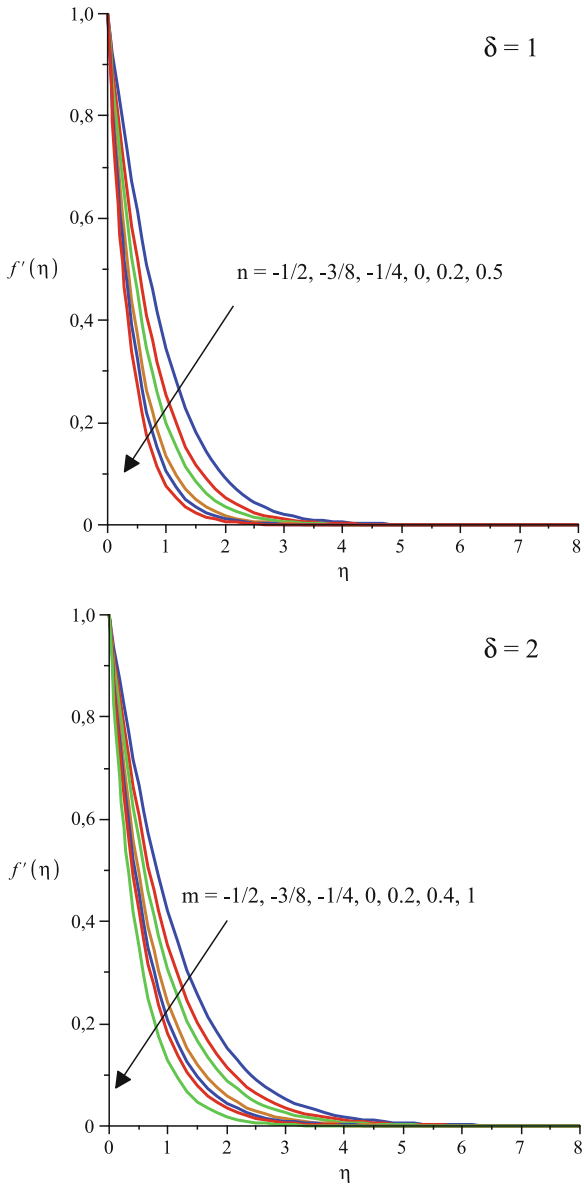 1,0
δ = 1
0,8
0,6
f′(η)
n = -1/2, -3/8, -1/4, 0, 0.2, 0.5
0,4
0,2
0
0 1 2 3 4 5 6 7 8
η
1,0
δ = 2
0,8
0,6
f′(η)
m = -1/2, -3/8, -1/4, 0, 0.2, 0.4, 1
0,4
0,2
0
0 1 2 3 4 5 6 7 8
η